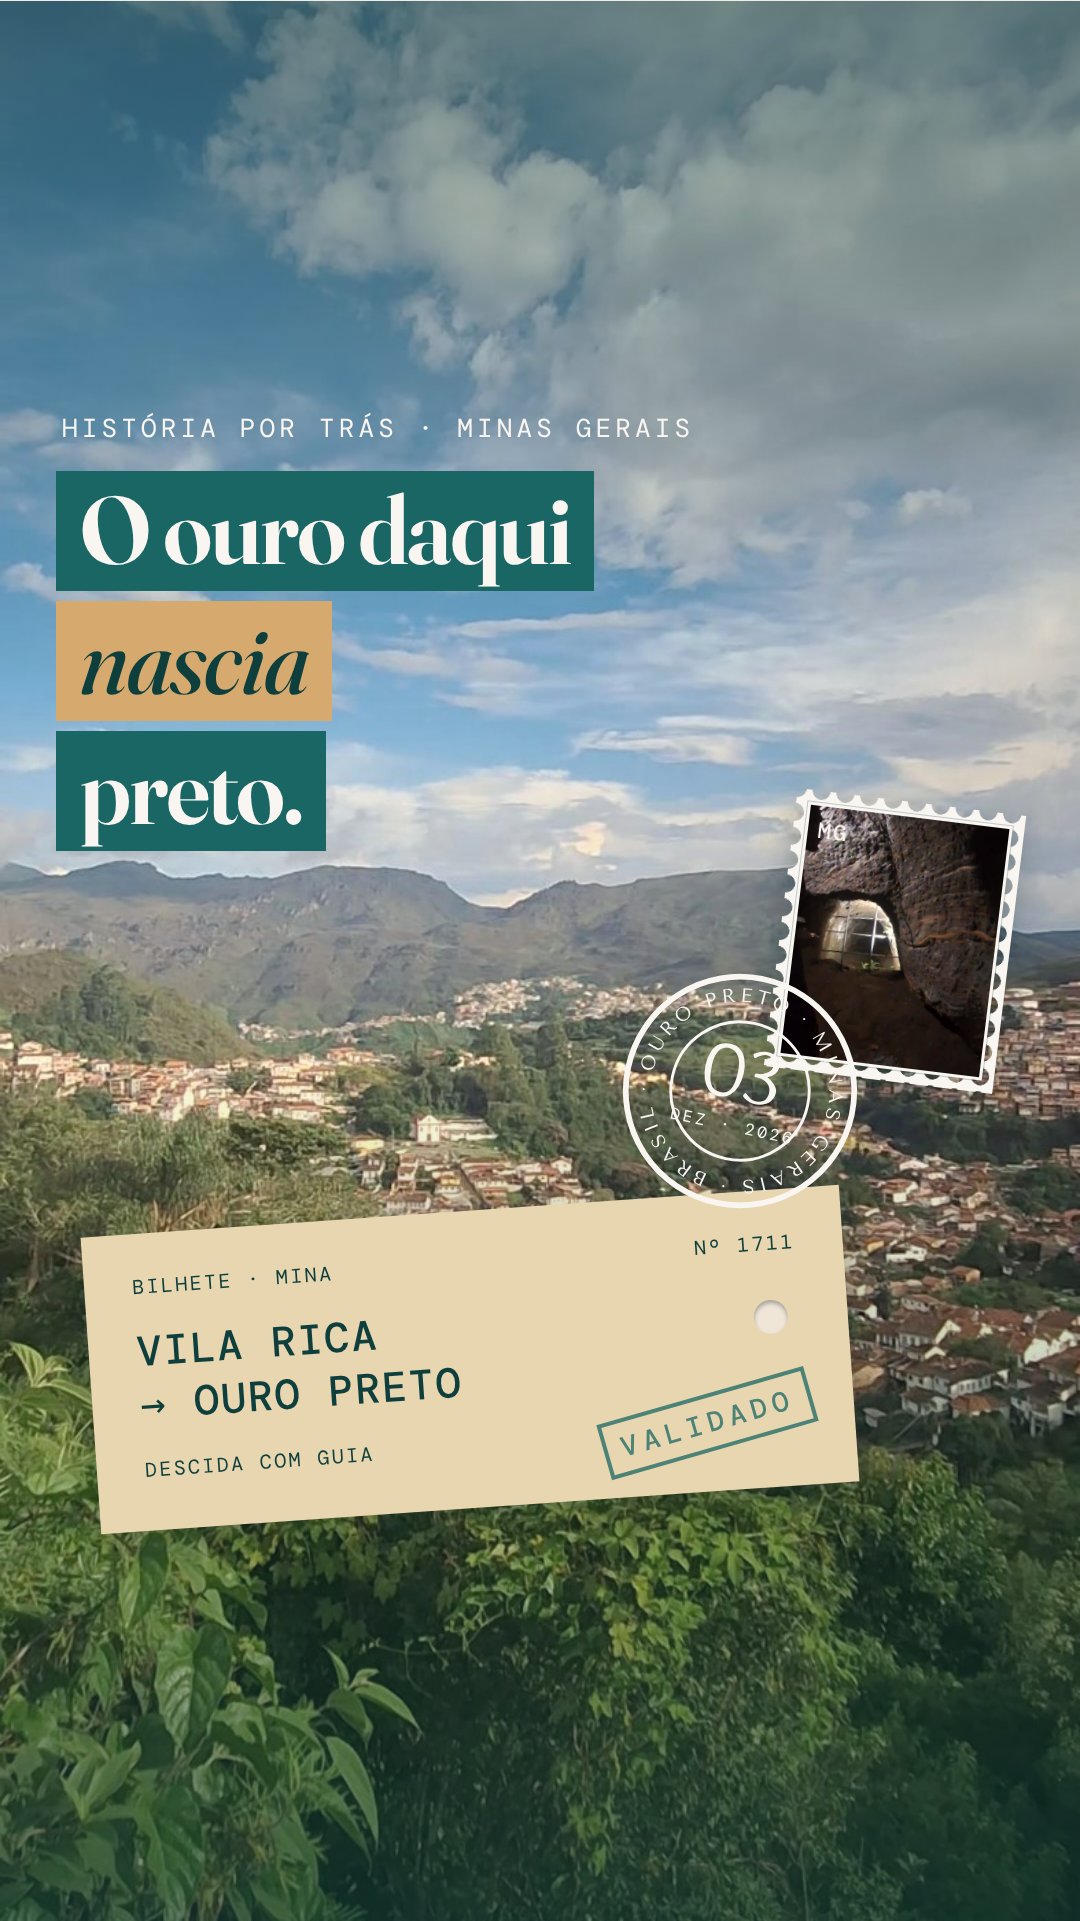 HISTÓRIA POR TRÁS · MINAS GERAIS
O ouro daqui
nascia
preto.
MG
OURO PRETO · MINAS GERAIS · BRASIL ·
03
DEZ · 2026
Nº 1711
BILHETE · MINA
VILA RICA
→ OURO PRETO
DESCIDA COM GUIA
VALIDADO